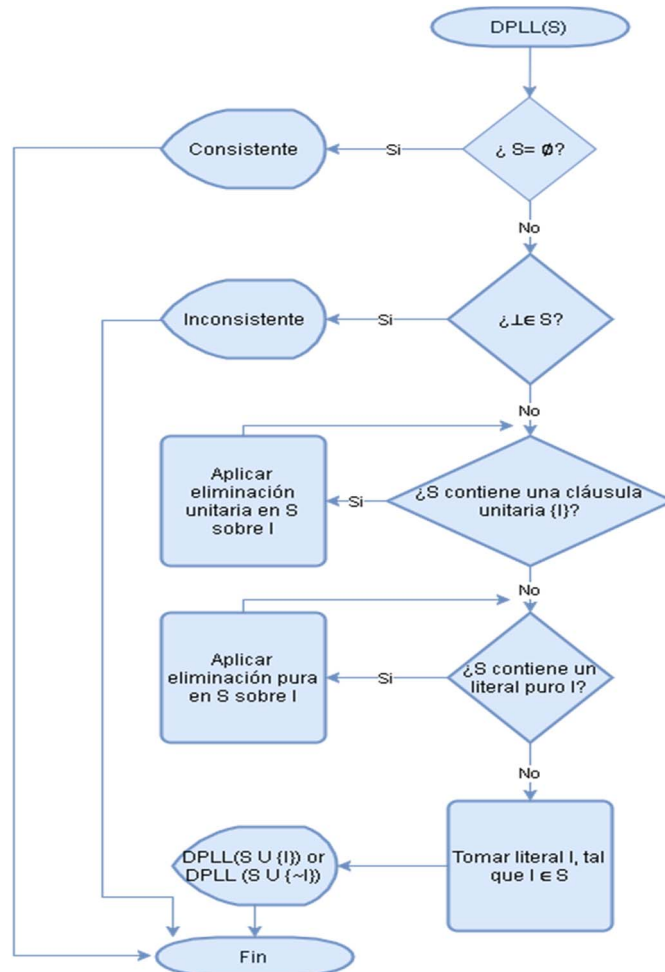 DPLL(S)
¿ S= ∅?
Si
Consistente
No
¿⊥∈ S?
Si
Inconsistente
No
¿S contiene una cláusula
unitaria {l}?
Si
Aplicar
eliminación
unitaria en S
sobre l
No
¿S contiene un
literal puro l?
Si
Aplicar
eliminación pura
en S sobre l
No
Tomar literal l, tal
que l ∈ S
DPLL(S U {l}) or
DPLL (S U {~l})
Fin